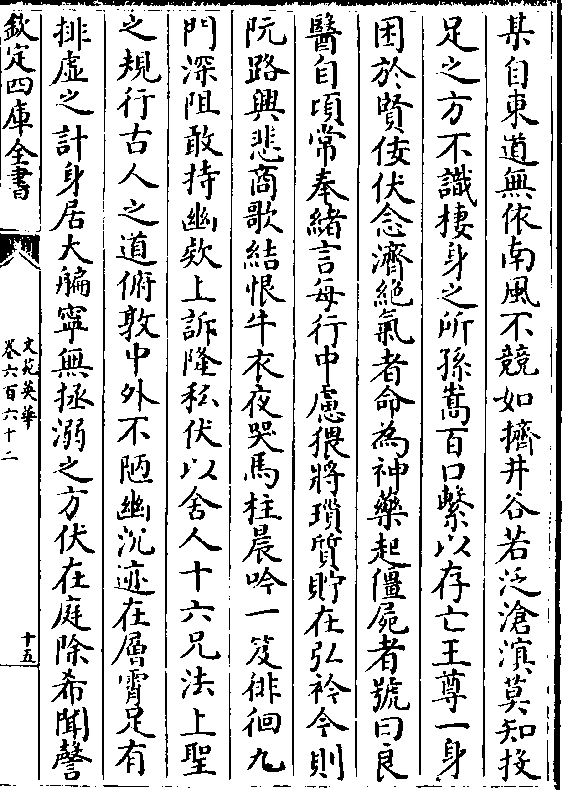 某自東道無依南風不競如擠井谷若泛滄溟莫知投
足之方不識棲身之所孫嵩百口繫以存亡王尊一身
困於賢佞伏念濟絶氣者命為神藥起僵屍者號曰良
醫自頃常奉緒言每行中慮猥將瑣質貯在弘衿今則
阮路興悲商歌結恨牛衣夜哭馬柱晨吟一笈徘徊九
門深阻敢持幽欵上訴隆私伏以舍人十六兄法上聖
之規行古人之道俯敦中外不陋幽沉迹在層霄足有
排虛之計身居大艑寧無拯溺之方伏在庭除希聞謦
欽定四庫全書
文苑英華
卷六百六十二
十五